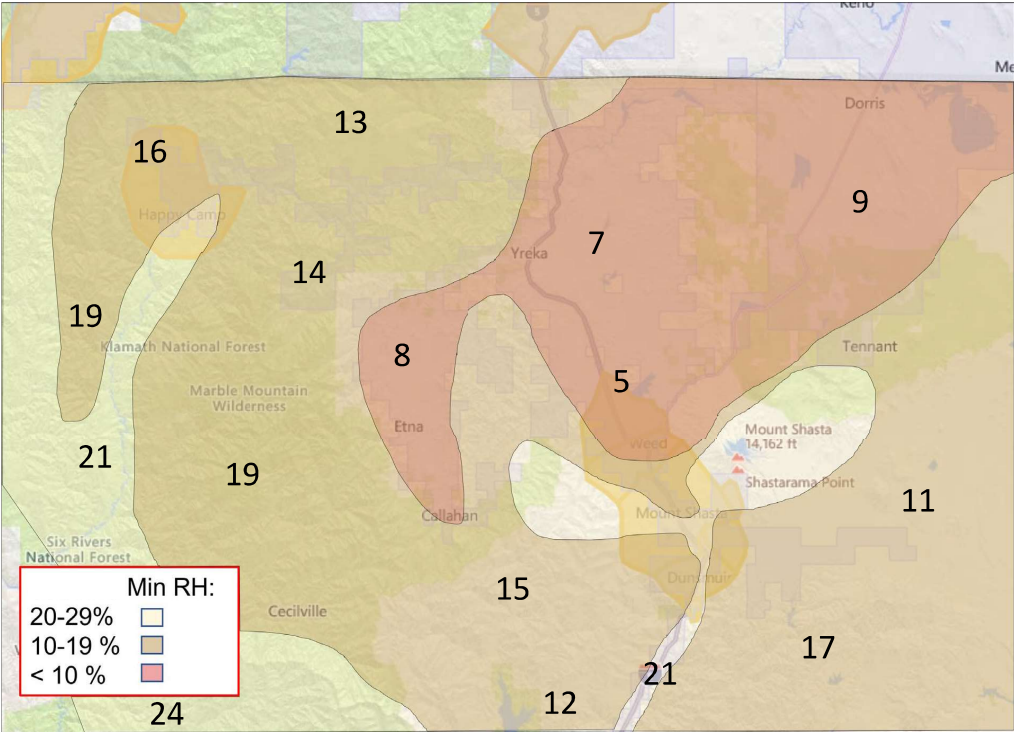 Keno
Me
Dorris
13
16
Happy Camp
9
7
Yreka
14
19
Klamath National Forest
Tennant
8
5
Marble Mountain
Wilderness
Etna
Mount Shasta
14,162 ft
Weed
21
19
Shastarama Point
11
Callahan
Mount Shasta
Six Rivers
National Forest
Dunsmuir
Min RH:
20-29%
10-19 %
< 10 %
15
Cecilville
17
21
12
24